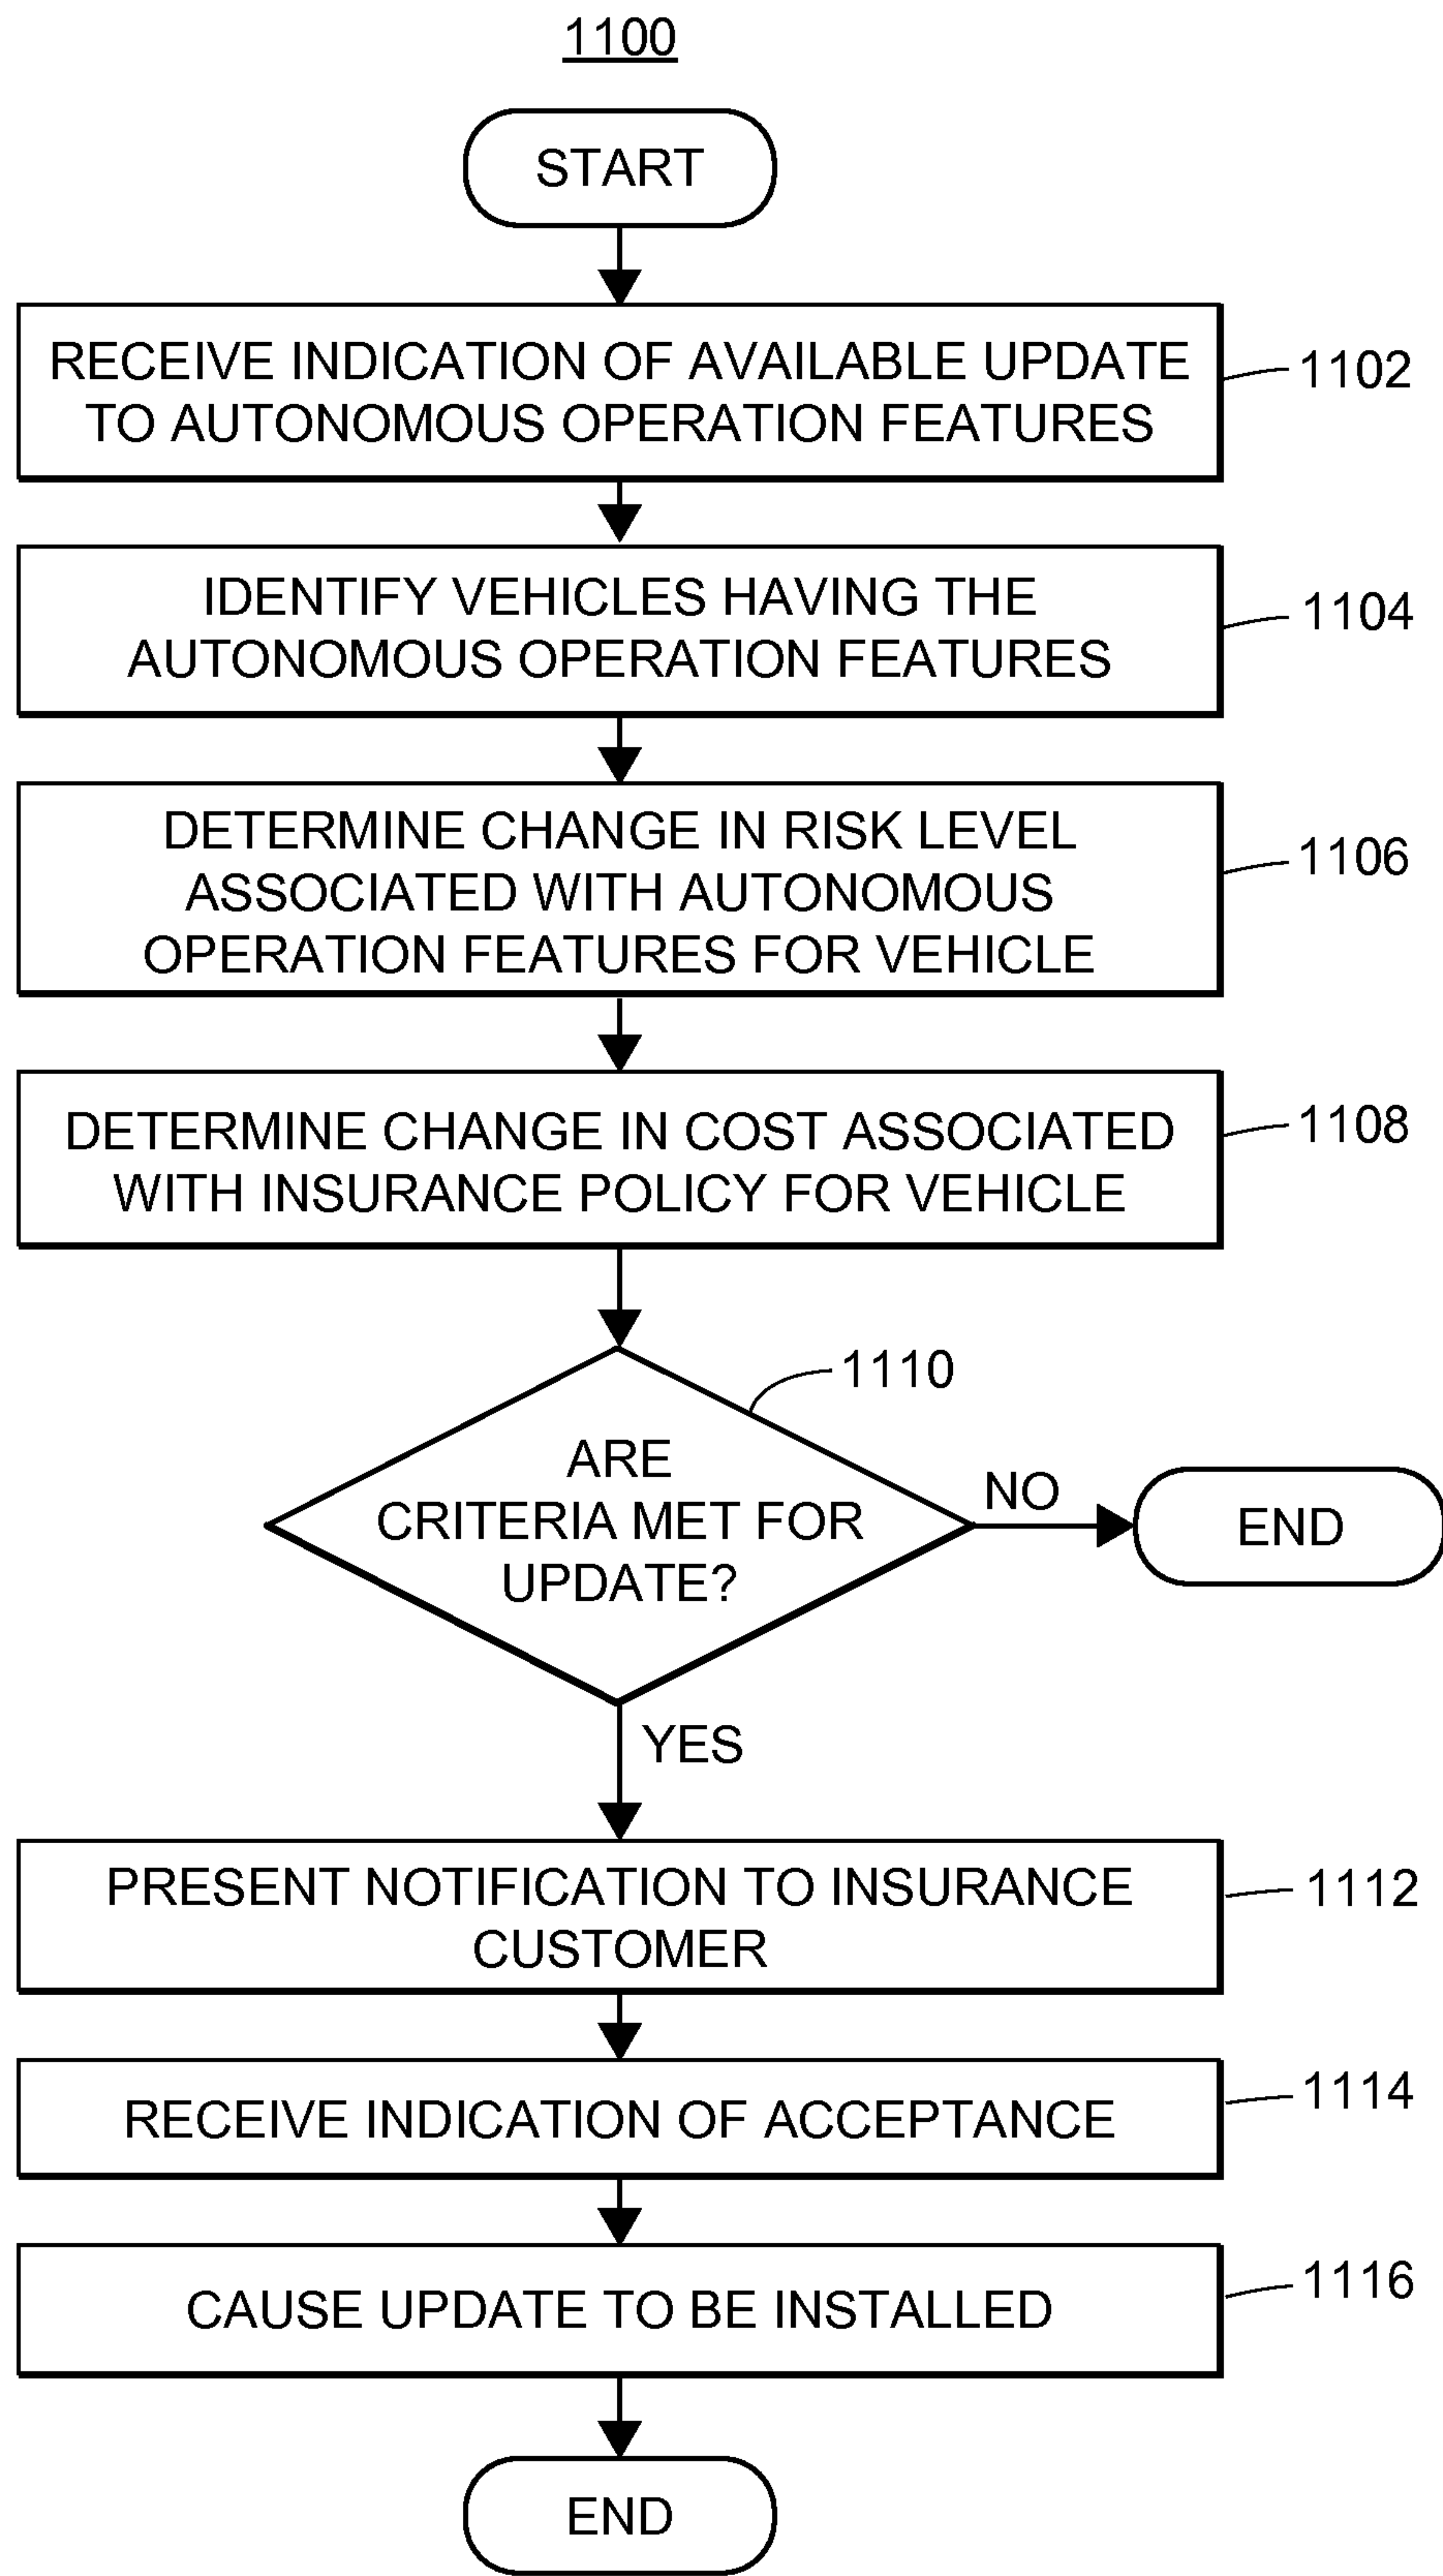 1100
START
RECEIVE INDICATION OF AVAILABLE UPDATE
TO AUTONOMOUS OPERATION FEATURES
1102
IDENTIFY VEHICLES HAVING THE
AUTONOMOUS OPERATION FEATURES
1104
DETERMINE CHANGE IN RISK LEVEL
ASSOCIATED WITH AUTONOMOUS
OPERATION FEATURES FOR VEHICLE
1106
DETERMINE CHANGE IN COST ASSOCIATED
WITH INSURANCE POLICY FOR VEHICLE
1108
1110
ARE
CRITERIA MET FOR
UPDATE?
NO
END
YES
PRESENT NOTIFICATION TO INSURANCE
CUSTOMER
1112
RECEIVE INDICATION OF ACCEPTANCE
1114
CAUSE UPDATE TO BE INSTALLED
1116
END